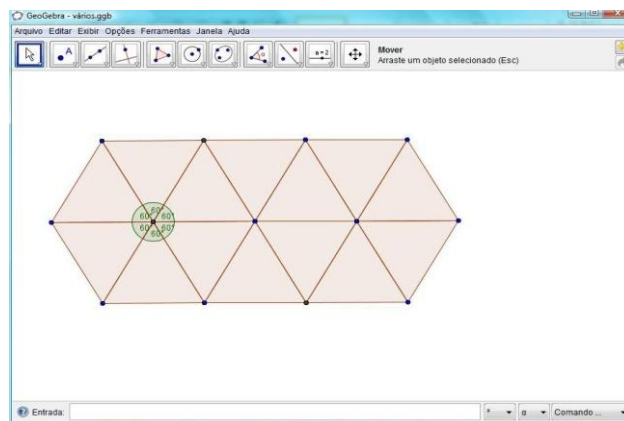 GeoGebra - vários.ggb
Arquivo Editar Exibir Opções Ferramentas Janela Ajuda
A
a=2
Mover
Arraste um objeto selecionado (Esc)
60°
60° 60°
60° 60°
60°
Entrada:
° α Comando ...